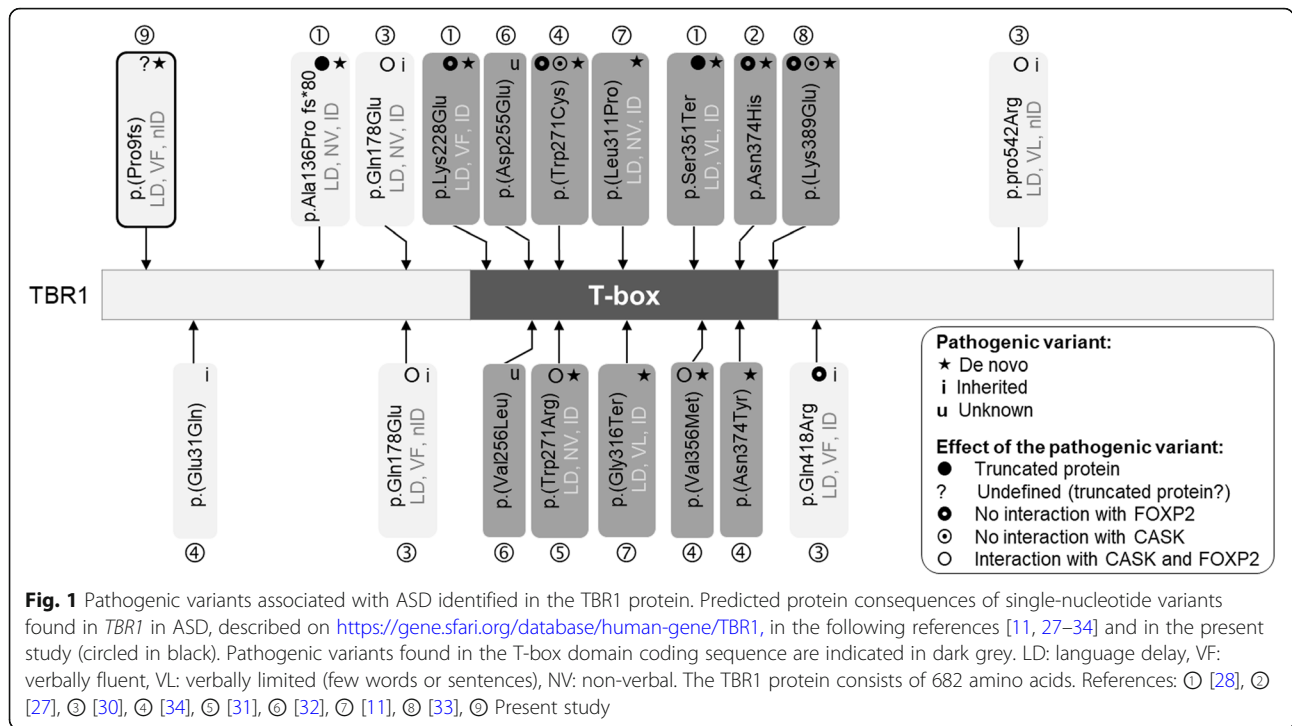 ⑨ ① ③ ① ⑥ ④ ⑦ ① ② ⑧ ③
?★
p.(Pro9fs)
LD, VF, nID
●★
p.Ala136Pro fs*80
LD, NV, ID
○ i
p.Gln178Glu
LD, NV, ID
★
p.Lys228Glu
LD, VF, ID
u
p.(Asp255Glu)
★
p.(Trp271Cys)
★
p.(Leu311Pro)
LD, NV, ID
●★
p.Ser351Ter
LD, VL, ID
★
p.Asn374His
★
p.(Lys389Glu)
○ i
p.pro542Arg
LD, VL, nID
TBR1
T-box
i
p.(Glu31Gln)
④
○ i
p.Gln178Glu
LD, VF, nID
③
u
p.(Val256Leu)
⑥
○★
p.(Trp271Arg)
LD, NV, ID
⑤
★
p.(Gly316Ter)
LD, VL, ID
⑦
○★
p.(Val356Met)
④
★
p.(Asn374Tyr)
④
i
p.Gln418Arg
LD, VF, ID
③
Pathogenic variant:
★ De novo
i Inherited
u Unknown
Effect of the pathogenic variant:
● Truncated protein
? Undefined (truncated protein?)
No interaction with FOXP2
⊙ No interaction with CASK
○ Interaction with CASK and FOXP2
Fig. 1 Pathogenic variants associated with ASD identified in the TBR1 protein. Predicted protein consequences of single-nucleotide variants
found in TBR1 in ASD, described on https://gene.sfari.org/database/human-gene/TBR1, in the following references [11, 27–34] and in the present
study (circled in black). Pathogenic variants found in the T-box domain coding sequence are indicated in dark grey. LD: language delay, VF:
verbally fluent, VL: verbally limited (few words or sentences), NV: non-verbal. The TBR1 protein consists of 682 amino acids. References: ① [28], ②
[27], ③ [30], ④ [34], ⑤ [31], ⑥ [32], ⑦ [11], ⑧ [33], ⑨ Present study